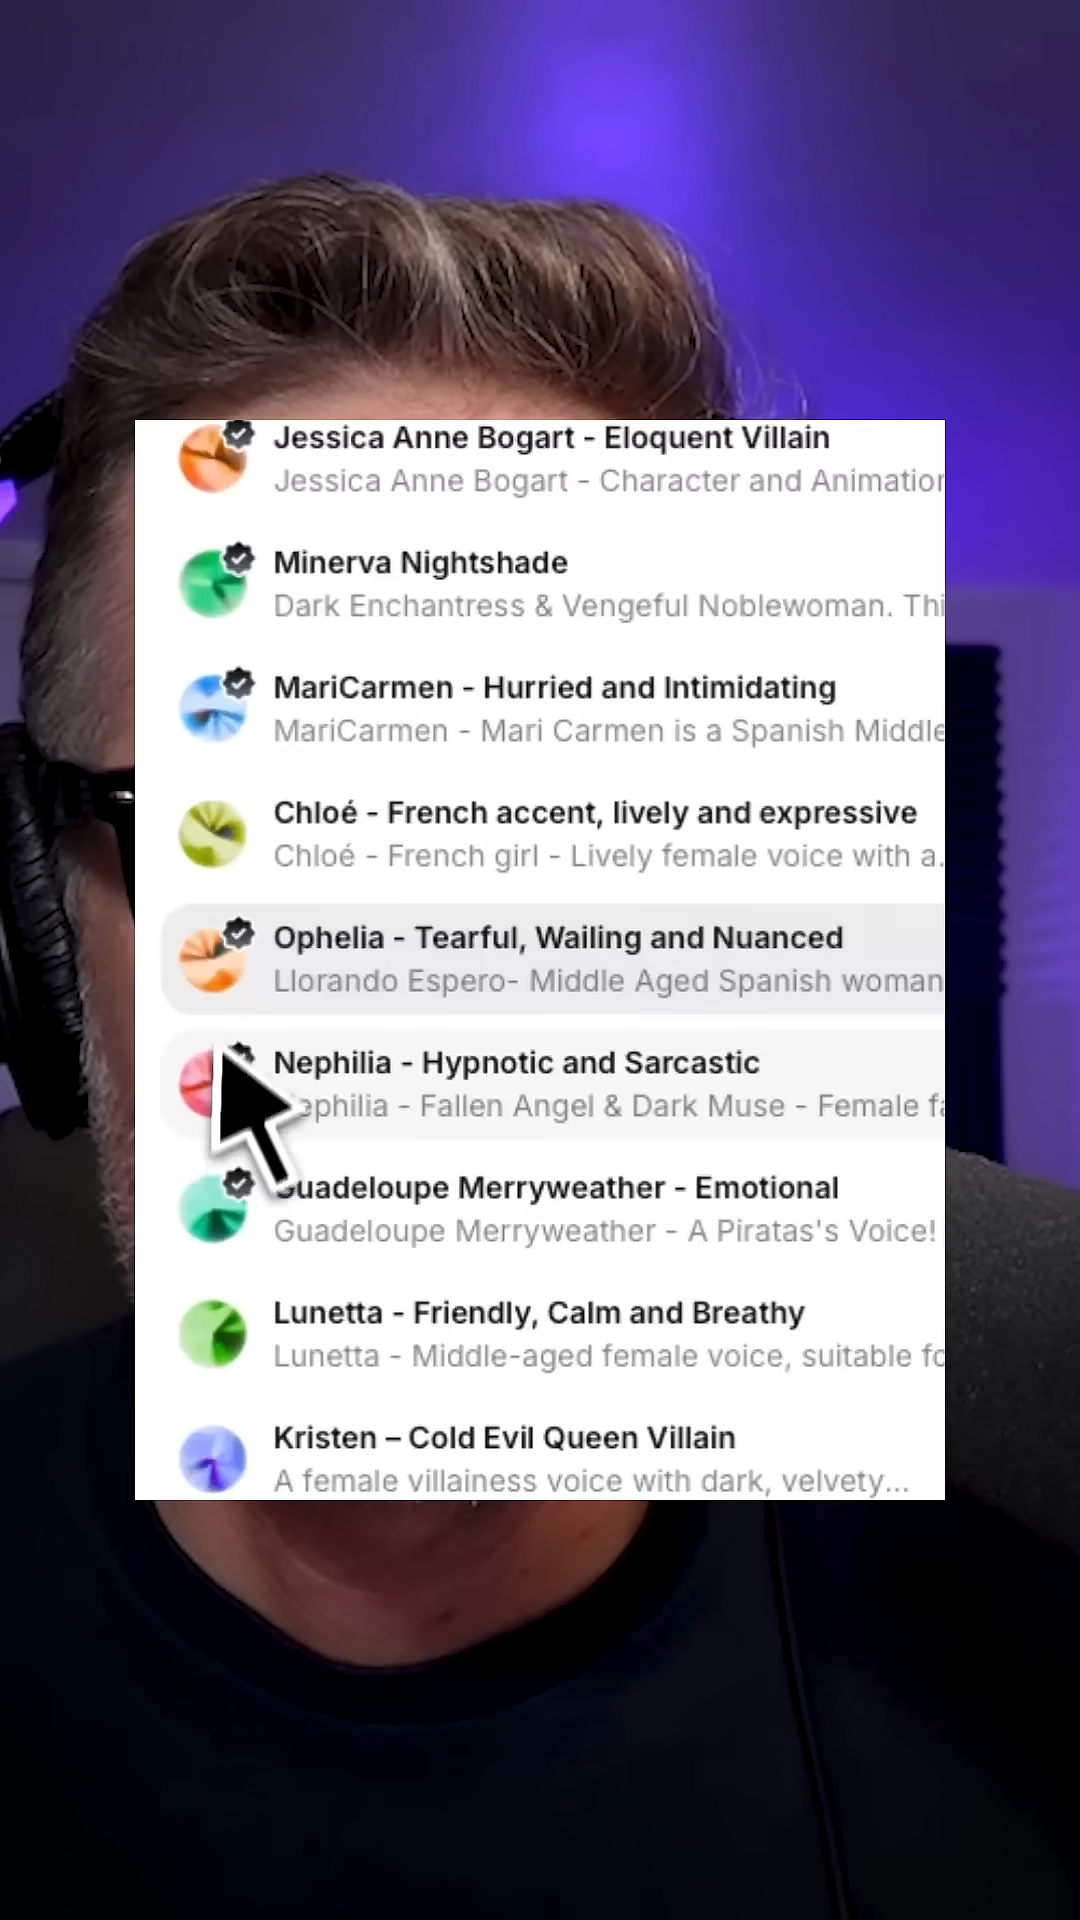 Jessica Anne Bogart - Eloquent Villain
Jessica Anne Bogart - Character and Animation
Minerva Nightshade
Dark Enchantress & Vengeful Noblewoman. Thi
MariCarmen - Hurried and Intimidating
MariCarmen - Mari Carmen is a Spanish Middle
Chloé - French accent, lively and expressive
Chloé - French girl - Lively female voice with a.
Ophelia - Tearful, Wailing and Nuanced
Llorando Espero- Middle Aged Spanish woman
Nephilia - Hypnotic and Sarcastic
ephilia - Fallen Angel & Dark Muse - Female fa
Guadeloupe Merryweather - Emotional
Guadeloupe Merryweather - A Piratas's Voice!
Lunetta - Friendly, Calm and Breathy
Lunetta - Middle-aged female voice, suitable fo
Kristen – Cold Evil Queen Villain
A female villainess voice with dark, velvety...